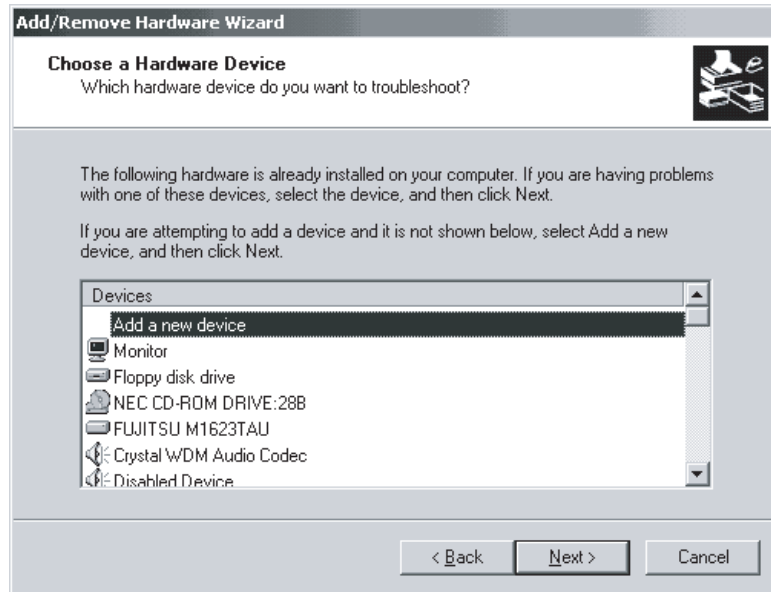 Add/Remove Hardware Wizard
Choose a Hardware Device
Which hardware device do you want to troubleshoot?
The following hardware is already installed on your computer. If you are having problems
with one of these devices, select the device, and then click Next.
If you are attempting to add a device and it is not shown below, select Add a new
device, and then click Next.
Devices
Add a new device
Monitor
Floppy disk drive
NEC CD-ROM DRIVE:28B
FUJITSU M1623TAU
Crystal WDM Audio Codec
Disabled Device
< Back Next > Cancel